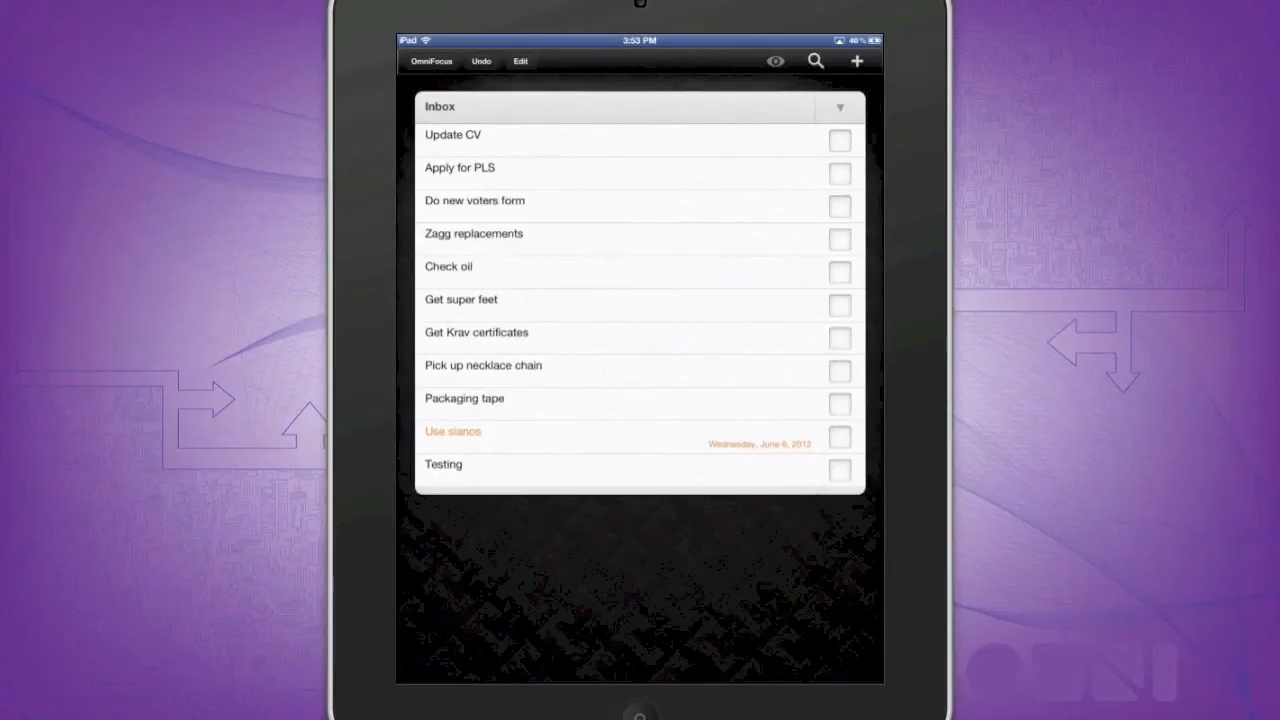 iPad
3:53 PM
46%
OmniFocus Undo Edit
Inbox
Update CV
Apply for PLS
Do new voters form
Zagg replacements
Check oil
Get super feet
Get Krav certificates
Pick up necklace chain
Packaging tape
Use sianos
Wednesday, June 6, 2012
Testing
OMNI